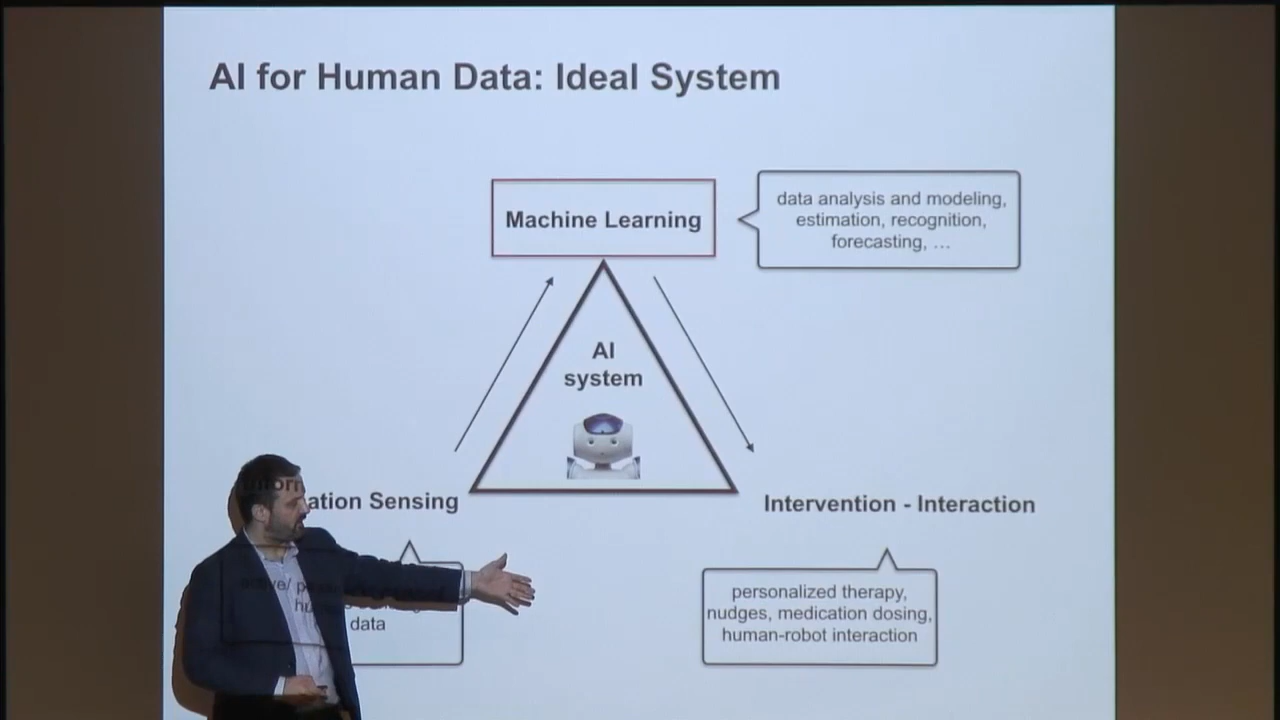 AI for Human Data: Ideal System
Machine Learning
data analysis and modeling,
estimation, recognition,
forecasting, …
AI
system
ation Sensing
Intervention - Interaction
data
personalized therapy,
nudges, medication dosing,
human-robot interaction